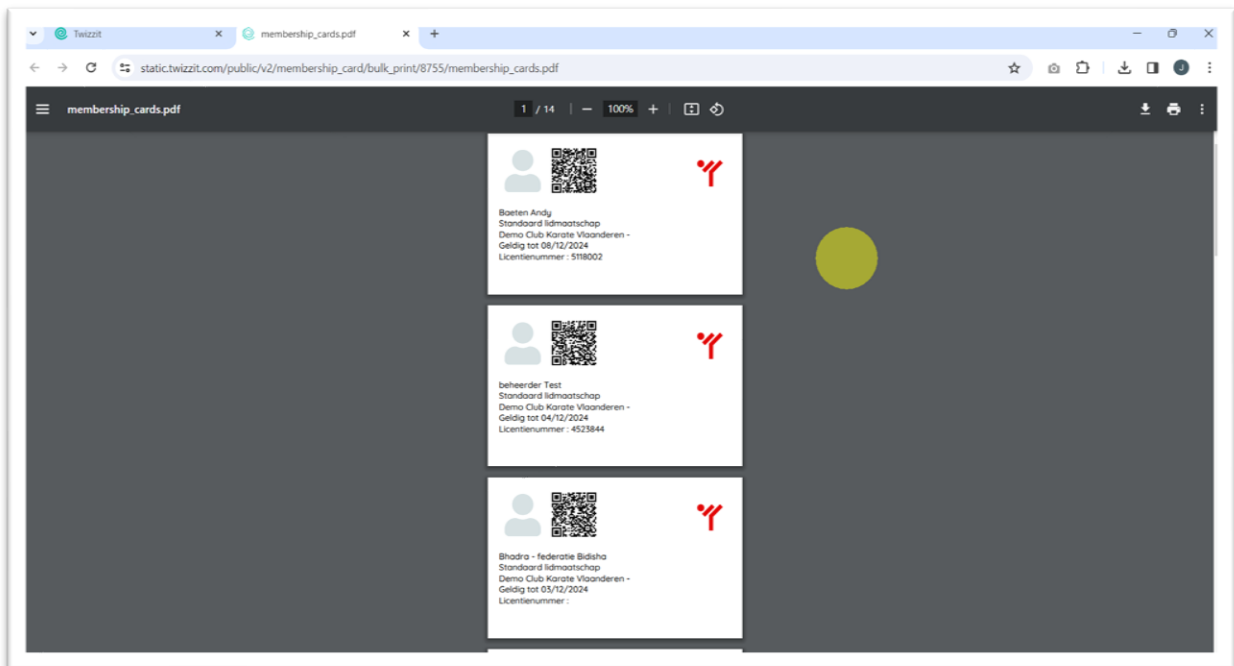 Twizzit
membership_cards.pdf
static.twizzit.com/public/v2/membership_card/bulk_print/8755/membership_cards.pdf
J
membership_cards.pdf
1 / 14
100%
Baeten Andy
Standaard lidmaatschap
Demo Club Karate Vlaanderen -
Geldig tot 08/12/2024
Licentienummer : 5118002
beheerder Test
Standaard lidmaatschap
Demo Club Karate Vlaanderen -
Geldig tot 04/12/2024
Licentienummer : 4523844
Bhadra - federatie Bidisha
Standaard lidmaatschap
Demo Club Karate Vlaanderen -
Geldig tot 03/12/2024
Licentienummer :